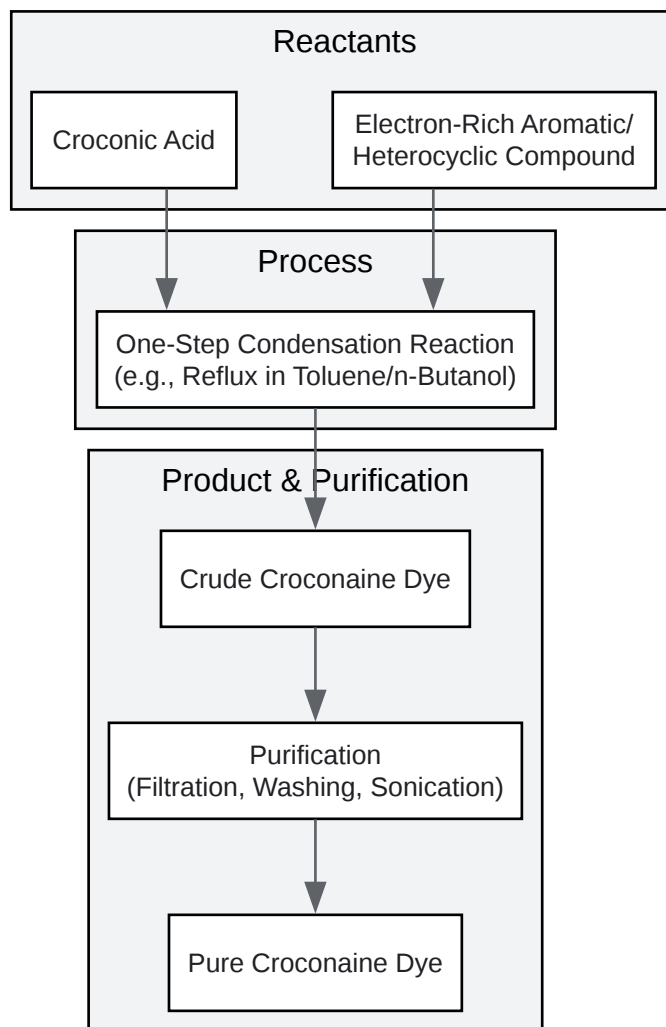 Reactants
Croconic Acid
Electron-Rich Aromatic/
Heterocyclic Compound
Process
One-Step Condensation Reaction
(e.g., Reflux in Toluene/n-Butanol)
Product & Purification
Crude Croconaine Dye
Purification
(Filtration, Washing, Sonication)
Pure Croconaine Dye